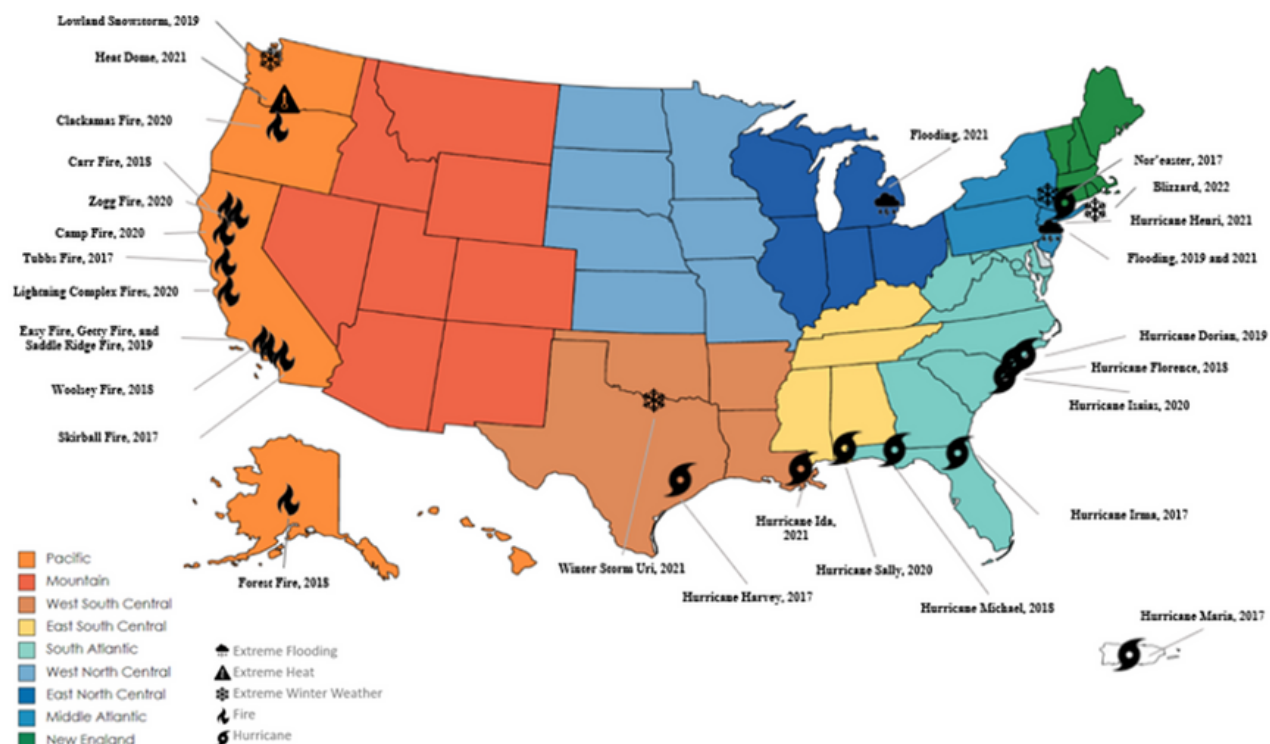 Lowland Snowstorm, 2019
Heat Dome, 2021
Clackamas Fire, 2020
Carr Fire, 2018
Zogg Fire, 2020
Camp Fire, 2020
Tubbs Fire, 2017
Lightning Complex Fires, 2020
Easy Fire, Getty Fire, and
Saddle Ridge Fire, 2019
Woolsey Fire, 2018
Skirball Fire, 2017
Forest Fire, 2018
Flooding, 2021
Nor'easter, 2017
Blizzard, 2022
Hurricane Henri, 2021
Flooding, 2019 and 2021
Hurricane Dorian, 2019
Hurricane Florence, 2018
Hurricane Isaias, 2020
Hurricane Irma, 2017
Hurricane Ida,
2021
Winter Storm Uri, 2021
Hurricane Sally, 2020
Hurricane Harvey, 2017
Hurricane Michael, 2018
Hurricane Maria, 2017
Pacific
Mountain
West South Central
East South Central
South Atlantic
West North Central
East North Central
Middle Atlantic
New England
Extreme Flooding
Extreme Heat
Extreme Winter Weather
Fire
Hurricane